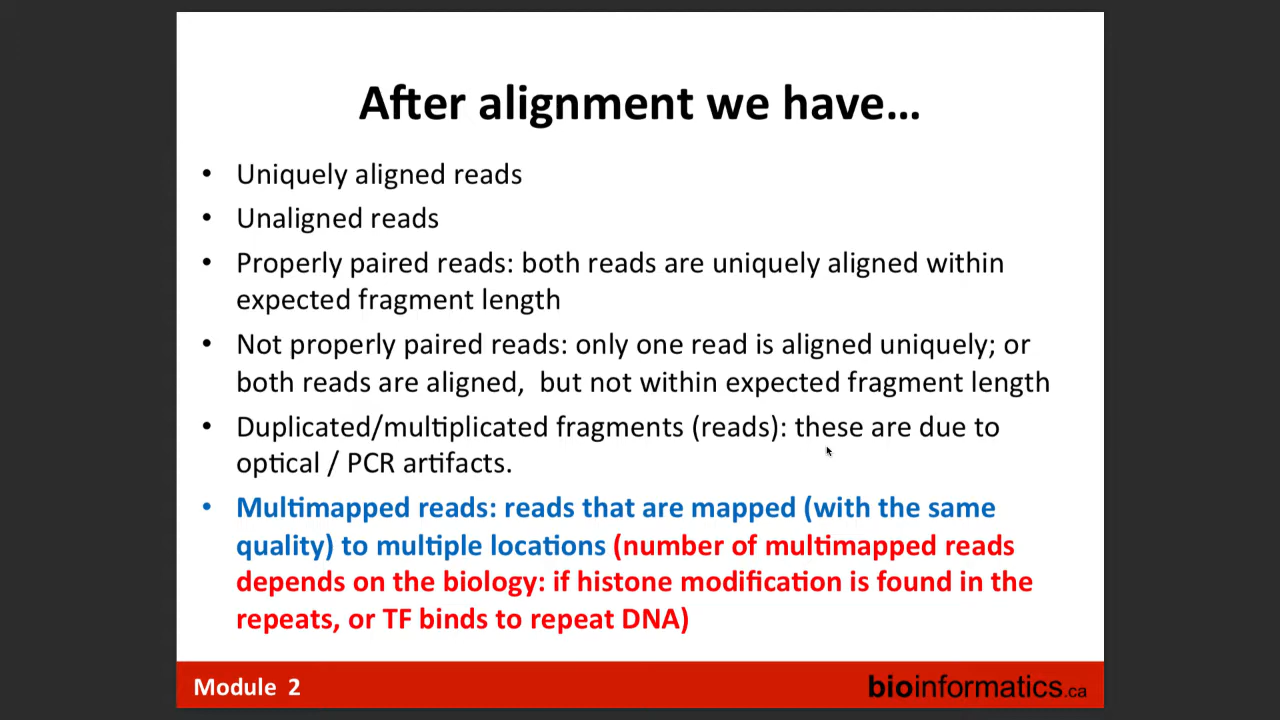 After alignment we have…
• Uniquely aligned reads
• Unaligned reads
• Properly paired reads: both reads are uniquely aligned within
expected fragment length
• Not properly paired reads: only one read is aligned uniquely; or
both reads are aligned,  but not within expected fragment length
• Duplicated/multiplicated fragments (reads): these are due to
optical / PCR artifacts.
• Multimapped reads: reads that are mapped (with the same
quality) to multiple locations (number of multimapped reads
depends on the biology: if histone modification is found in the
repeats, or TF binds to repeat DNA)
Module 2
bioinformatics.ca